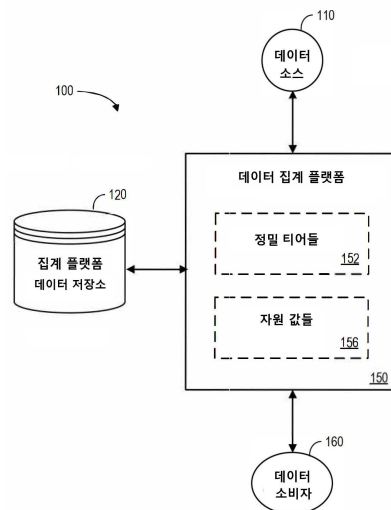 110
데이터
소스
100
데이터 집계 플랫폼
120
집계 플랫폼
데이터 저장소
정밀 티어들
152
자원 값들
156
150
160
데이터
소비자